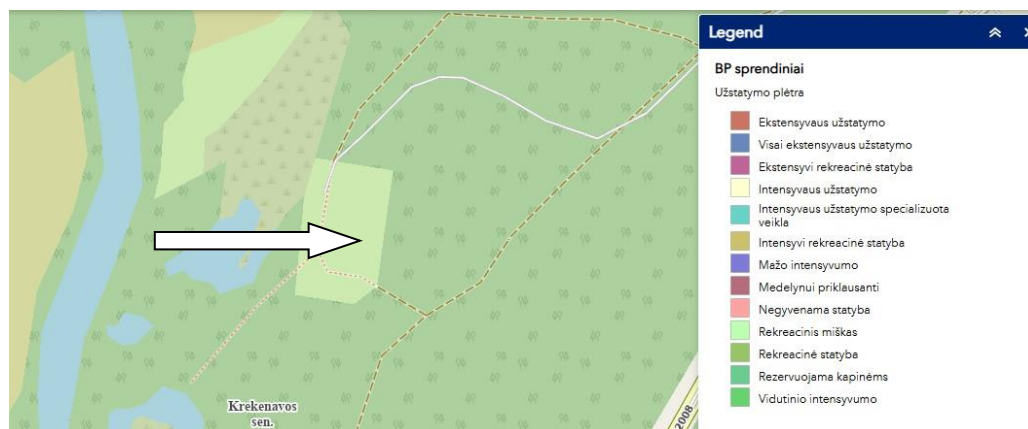 Legend
BP sprendiniai
Užstatymo plėtra
Ekstensyvaus užstatymo
Visai ekstensyvaus užstatymo
Ekstensyvi rekreacinė statyba
Intensyvaus užstatymo
Intensyvaus užstatymo specializuota
veikla
Intensyvi rekreacinė statyba
Mažo intensyvumo
Medelynui priklausanti
Negyvenama statyba
Rekreacinis miškas
Rekreacinė statyba
Rezervuojama kapinėms
Vidutinio intensyvumo
Krekenavos
sen.
2008